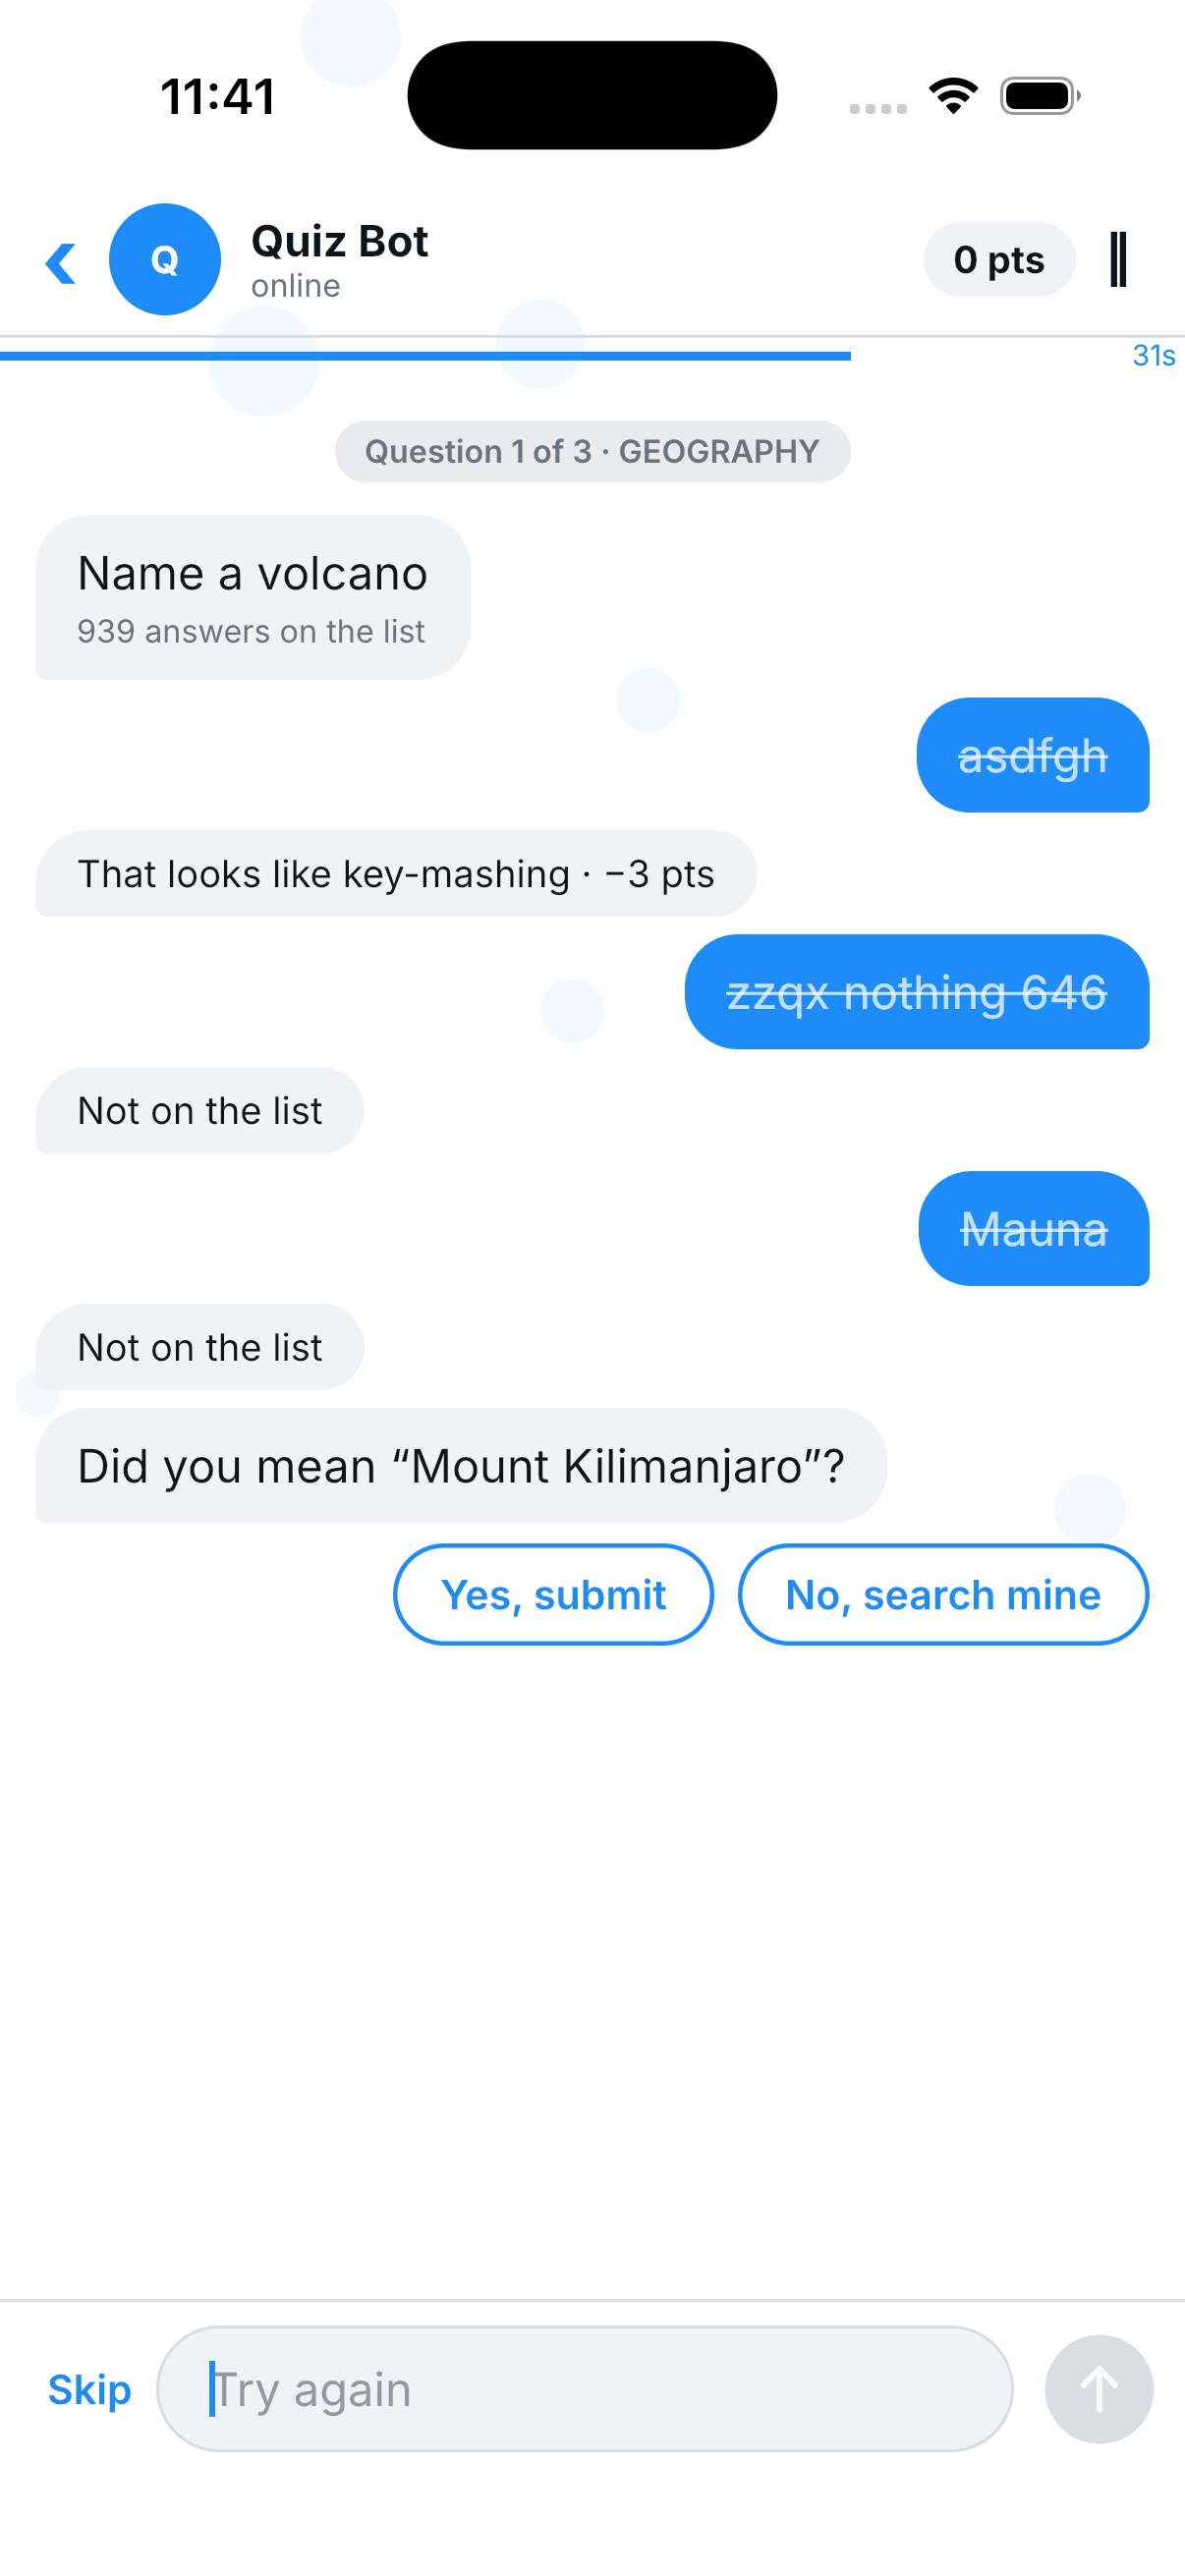 11:41
Q
Quiz Bot
online
0 pts
31s
Question 1 of 3 · GEOGRAPHY
Name a volcano
939 answers on the list
asdfgh
That looks like key-mashing · −3 pts
zzqx nothing 646
Not on the list
Mauna
Not on the list
Did you mean “Mount Kilimanjaro”?
Yes, submit
No, search mine
Skip
Try again